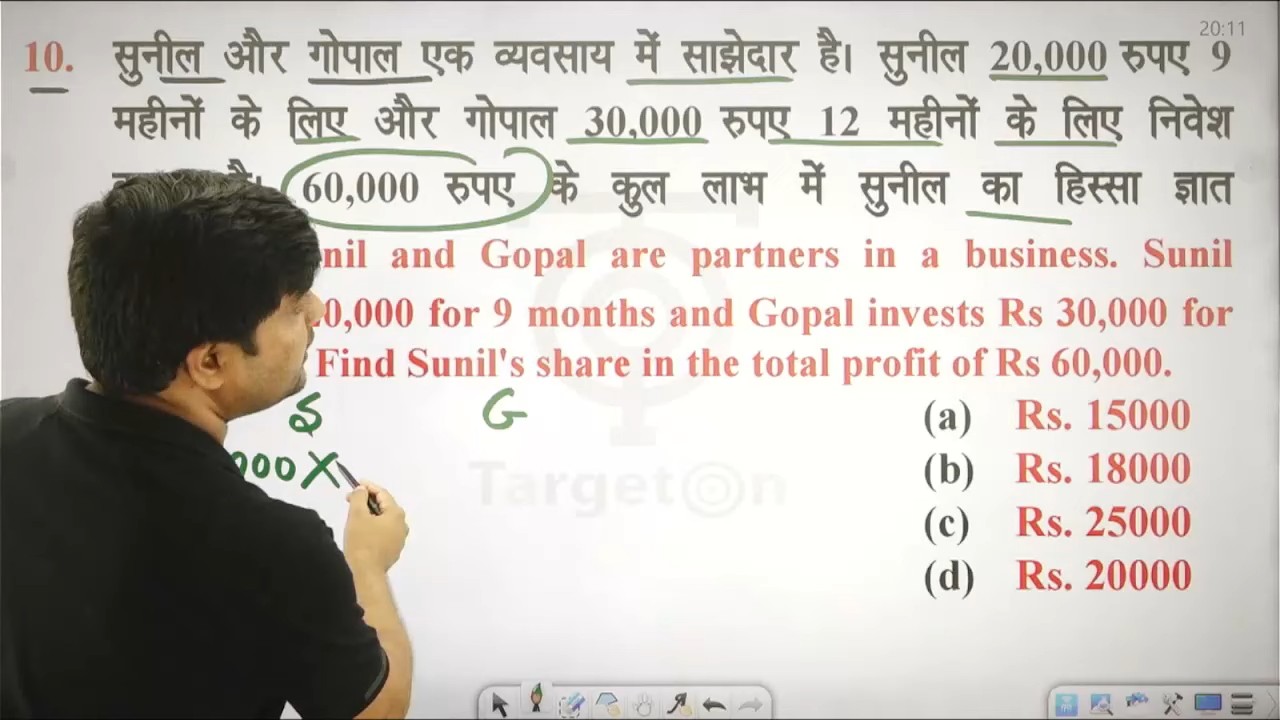 20:11
10. सुनील और गोपाल एक व्यवसाय में साझेदार है। सुनील 20,000 रुपए 9
महीनों के लिए और गोपाल 30,000 रुपए 12 महीनों के लिए निवेश
है। 60,000 रुपए के कुल लाभ में सुनील का हिस्सा ज्ञात
and Gopal are partners in a business. Sunil
for 9 months and Gopal invests Rs 30,000 for
Find Sunil's share in the total profit of Rs 60,000.
S G
000 X
(a) Rs. 15000
(b) Rs. 18000
(c) Rs. 25000
(d) Rs. 20000
TargetOn